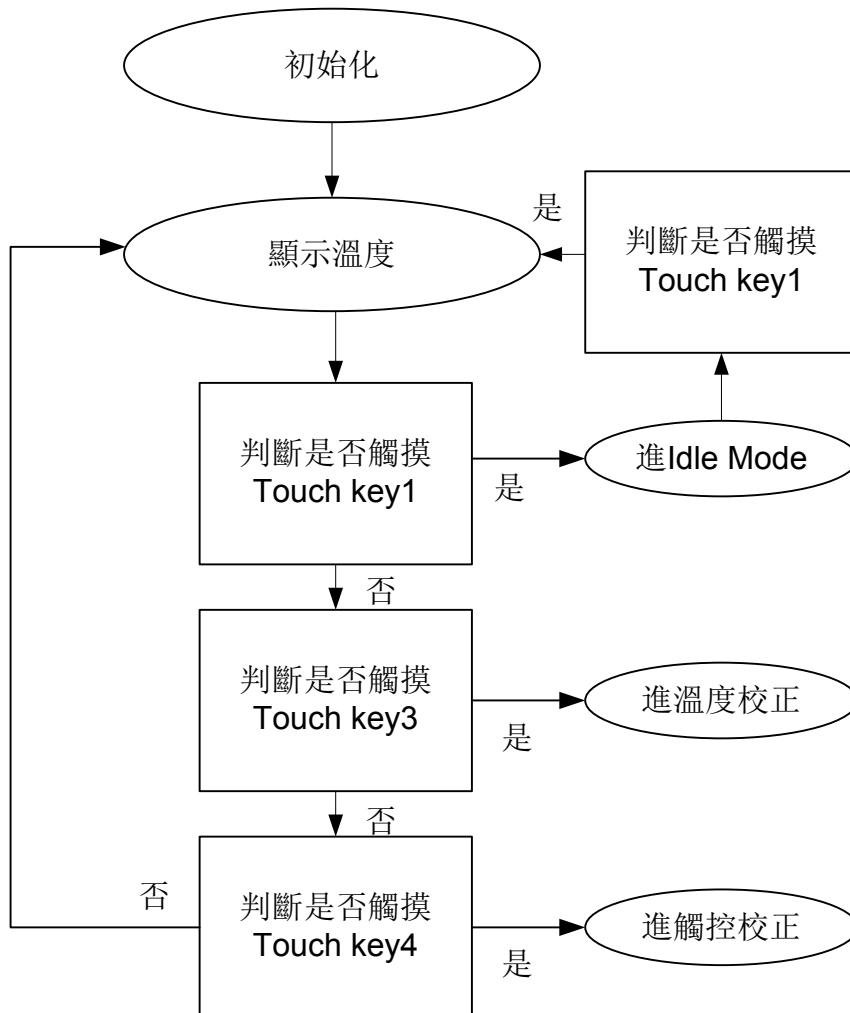 初始化
是
顯示溫度
判斷是否觸摸
Touch key1
判斷是否觸摸
Touch key1
是
進Idle Mode
否
判斷是否觸摸
Touch key3
是
進溫度校正
否
否
判斷是否觸摸
Touch key4
是
進觸控校正